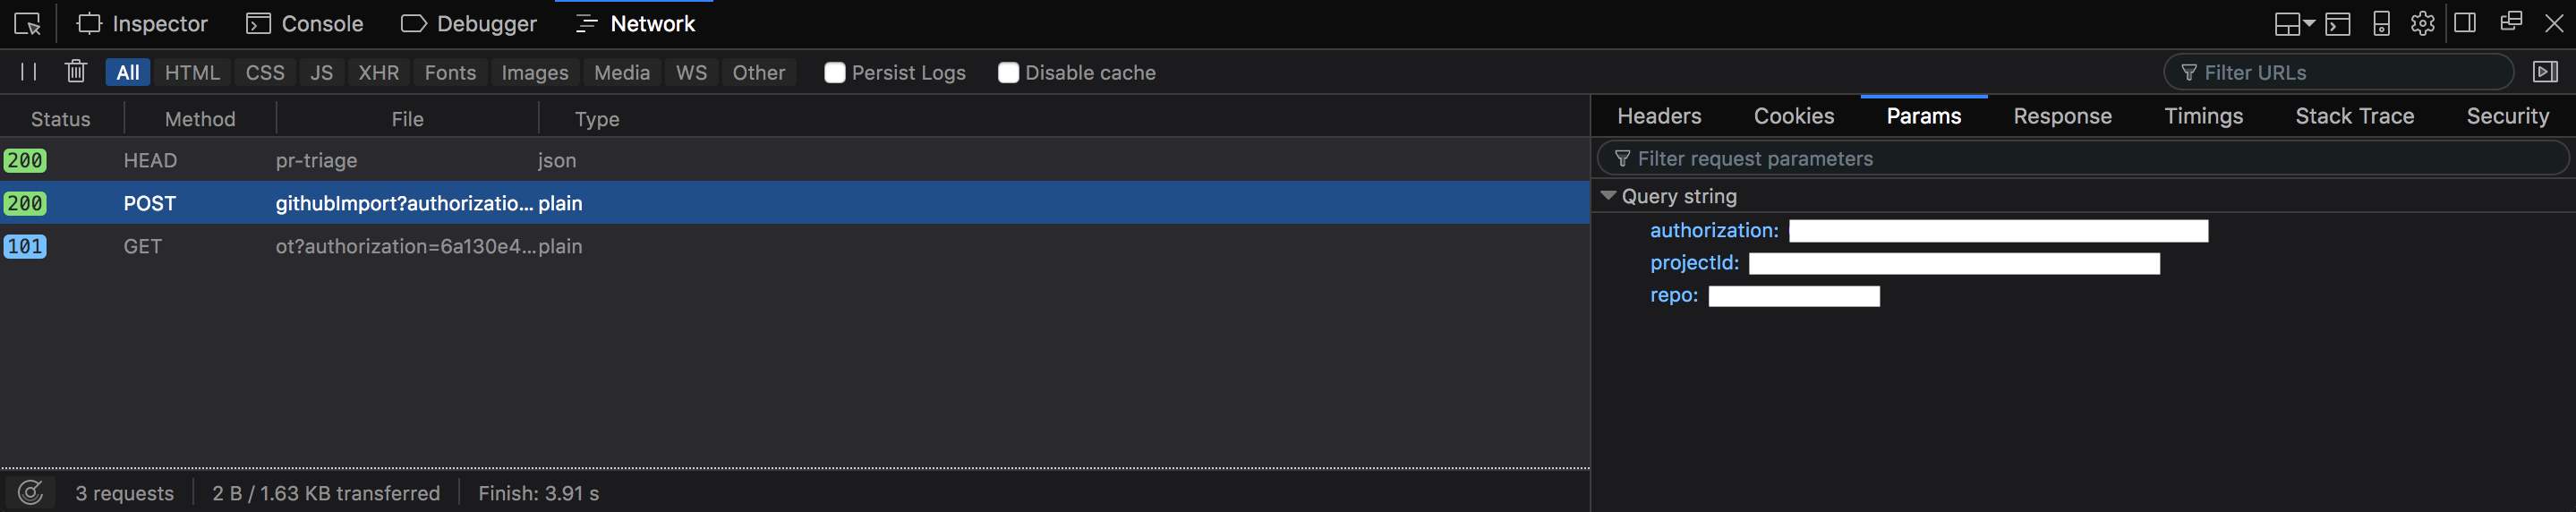 Inspector Console Debugger Network
All HTML CSS JS XHR Fonts Images Media WS Other Persist Logs Disable cache Filter URLs
Status Method File Type
200 HEAD pr-triage json
200 POST githubImport?authorizatio... plain
101 GET ot?authorization=6a130e4... plain
3 requests 2 B / 1.63 KB transferred Finish: 3.91 s
Headers Cookies Params Response Timings Stack Trace Security
Filter request parameters
Query string
authorization:
projectId:
repo: